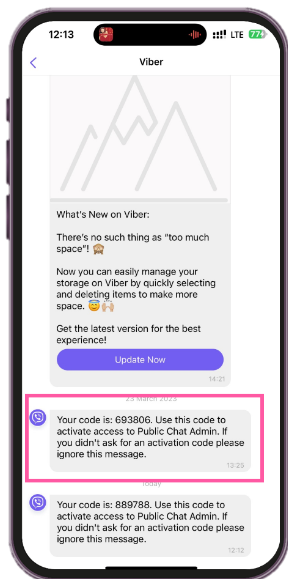 12:13
LTE
77
Viber
What's New on Viber:
There's no such thing as "too much
space"! 🙊
Now you can easily manage your
storage on Viber by quickly selecting
and deleting items to make more
space. 😇🙌🏻
Get the latest version for the best
experience!
Update Now
14:21
23 March 2023
Your code is: 693806. Use this code to
activate access to Public Chat Admin. If
you didn't ask for an activation code please
ignore this message.
13:25
Today
Your code is: 889788. Use this code to
activate access to Public Chat Admin. If
you didn't ask for an activation code please
ignore this message.
12:12